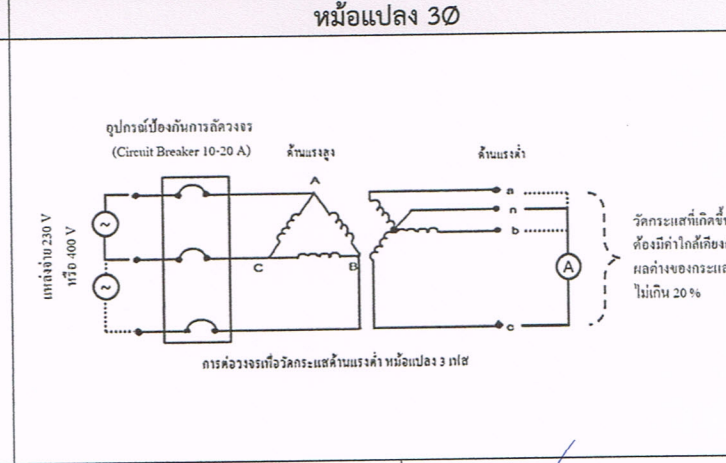 หม้อแปลง 3Ø
อุปกรณ์ป้องกันการลัดวงจร
(Circuit Breaker 10-20 A)
ด้านแรงสูง
ด้านแรงต่ำ
แหล่งจ่าย 230 V
หรือ 400 V
~
~
A
C
B
a
n
b
c
A
วัดกระแสที่เกิดขึ้น
ต้องมีค่าใกล้เคียง
ผลต่างของกระแส
ไม่เกิน 20 %
การต่อวงจรเพื่อวัดกระแสด้านแรงต่ำ หม้อแปลง 3 เฟส